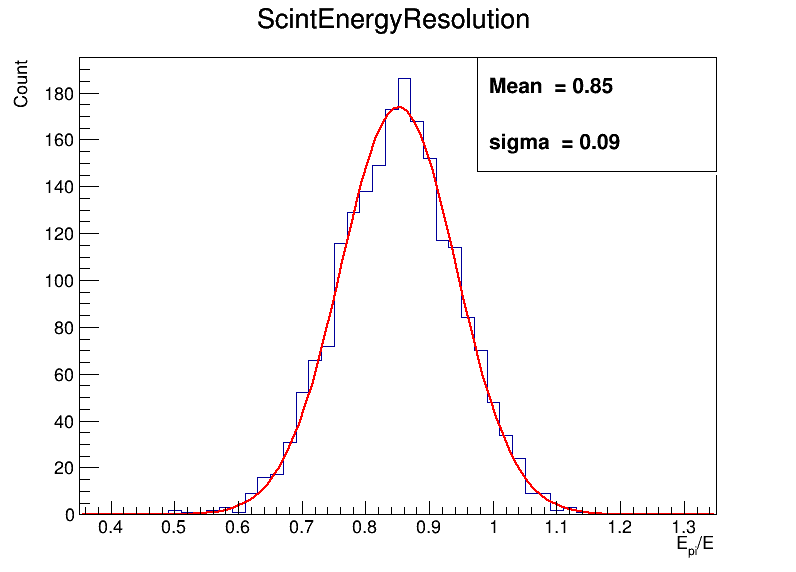 ScintEnergyResolution
Count
Mean = 0.85
sigma = 0.09
180
160
140
120
100
80
60
40
20
0
0.4 0.5 0.6 0.7 0.8 0.9 1 1.1 1.2 1.3
E_pi/E